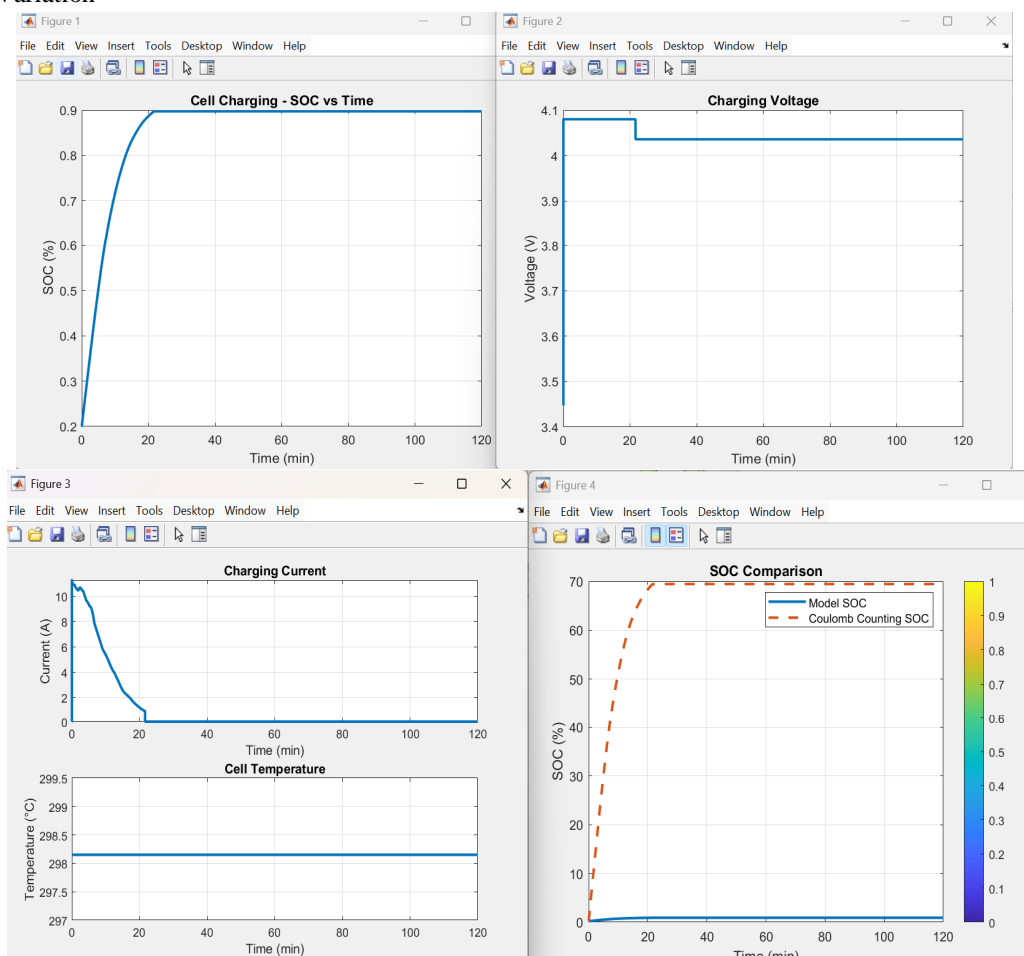 Figure 1
File Edit View Insert Tools Desktop Window Help
Cell Charging - SOC vs Time
0.9
0.8
0.7
0.6
0.5
0.4
0.3
0.2
SOC (%)
0 20 40 60 80 100 120
Time (min)
Figure 2
File Edit View Insert Tools Desktop Window Help
Charging Voltage
4.1
4
3.9
3.8
3.7
3.6
3.5
3.4
Voltage (V)
0 20 40 60 80 100 120
Time (min)
Figure 3
File Edit View Insert Tools Desktop Window Help
Charging Current
10
8
6
4
2
0
Current (A)
0 20 40 60 80 100 120
Time (min)
Cell Temperature
299.5
299
298.5
298
297.5
297
Temperature (°C)
0 20 40 60 80 100 120
Time (min)
Figure 4
File Edit View Insert Tools Desktop Window Help
SOC Comparison
70
60
50
40
30
20
10
0
SOC (%)
Model SOC
Coulomb Counting SOC
1
0.9
0.8
0.7
0.6
0.5
0.4
0.3
0.2
0.1
0
0 20 40 60 80 100 120
Time (min)